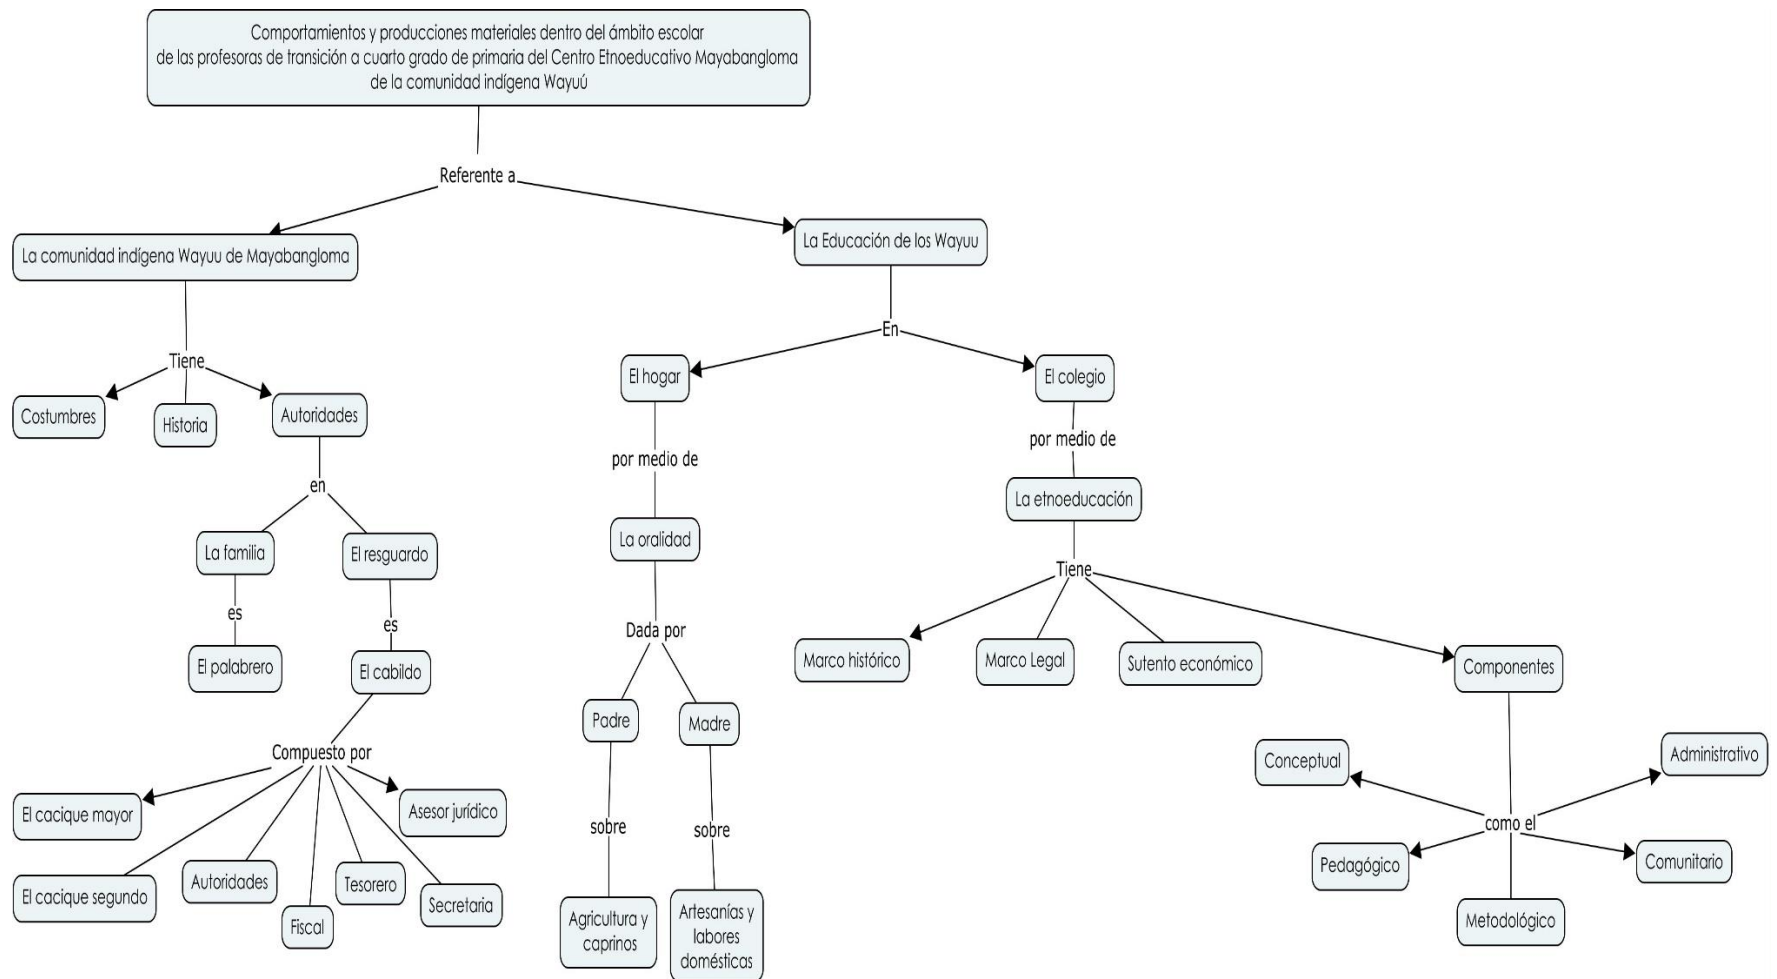 Comportamientos y producciones materiales dentro del ámbito escolar
de las profesoras de transición a cuarto grado de primaria del Centro Etnoeducativo Mayabangloma
de la comunidad indígena Wayuú
Referente a
La comunidad indígena Wayuu de Mayabangloma
La Educación de los Wayuu
Tiene
Costumbres
Historia
Autoridades
en
La familia
El resguardo
es
es
El palabrero
El cabildo
Compuesto por
El cacique mayor
Asesor jurídico
El cacique segundo
Autoridades
Fiscal
Tesorero
Secretaria
En
El hogar
El colegio
por medio de
La oralidad
Dada por
Padre
Madre
sobre
sobre
Agricultura y
caprinos
Artesanías y
labores
domésticas
por medio de
La etnoeducación
Tiene
Marco histórico
Marco Legal
Sutento económico
Componentes
como el
Conceptual
Administrativo
Pedagógico
Comunitario
Metodológico